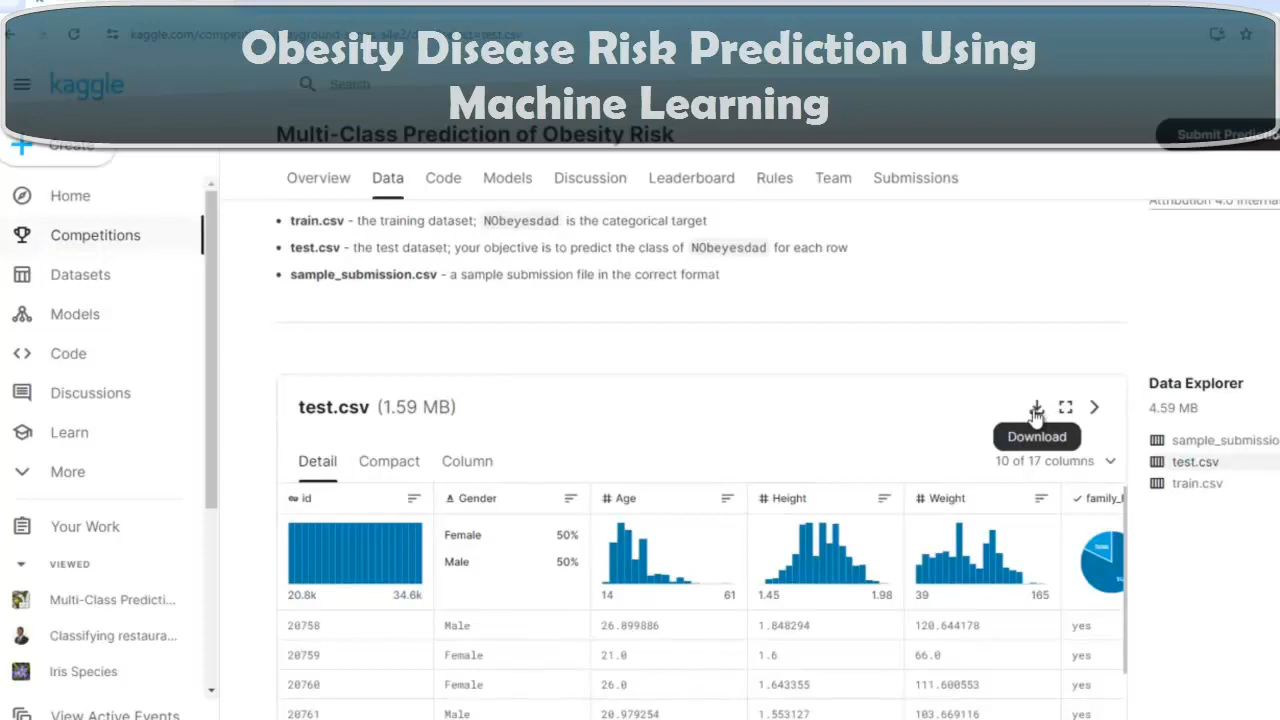 Obesity Disease Risk Prediction Using
Machine Learning
kaggle
Search
Multi-Class Prediction of Obesity Risk
Create
Home
Competitions
Datasets
Models
Code
Discussions
Learn
More
Your Work
VIEWED
Multi-Class Predicti...
Classifying restaura...
Iris Species
View Active Events
Overview Data Code Models Discussion Leaderboard Rules Team Submissions
train.csv - the training dataset; NObeyesdad is the categorical target
test.csv - the test dataset; your objective is to predict the class of NObeyesdad for each row
sample_submission.csv - a sample submission file in the correct format
test.csv (1.59 MB)
Download
Detail Compact Column
10 of 17 columns
id Gender # Age # Height # Weight
Female 50%
Male 50%
20.8k 34.6k 14 61 1.45 1.98 39 165
20758 Male 26.899886 1.848294 120.644178 yes
20759 Female 21.0 1.6 66.0 yes
20760 Female 26.0 1.643355 111.600553 yes
20761 Male 20.979254 1.553127 103.669116 yes
Data Explorer
4.59 MB
sample_submissio
test.csv
train.csv